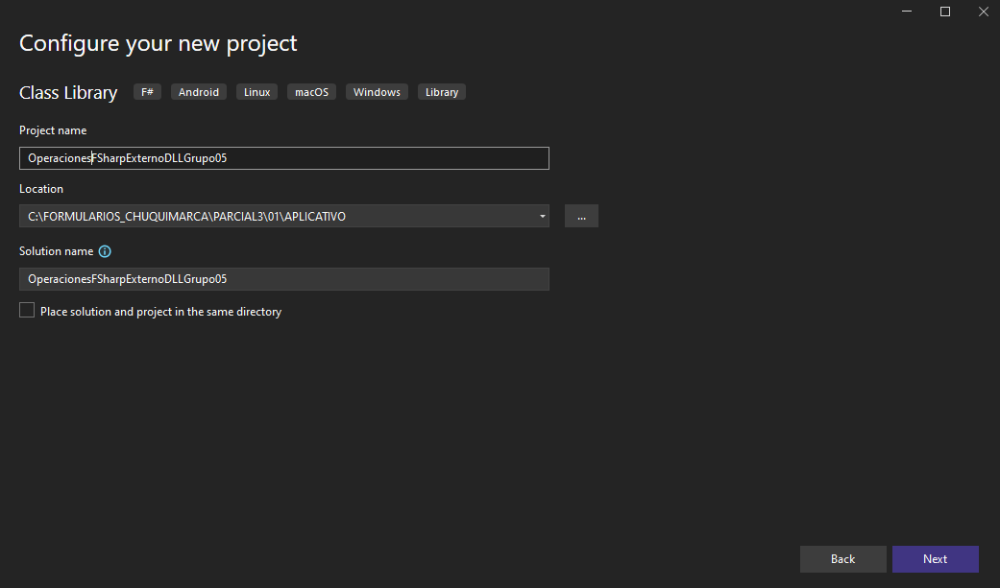 Configure your new project
Class Library F# Android Linux macOS Windows Library
Project name
OperacionesFSharpExternoDLLGrupo05
Location
C:\FORMULARIOS_CHUQUIMARCA\PARCIAL3\01\APLICATIVO
...
Solution name
OperacionesFSharpExternoDLLGrupo05
Place solution and project in the same directory
Back Next